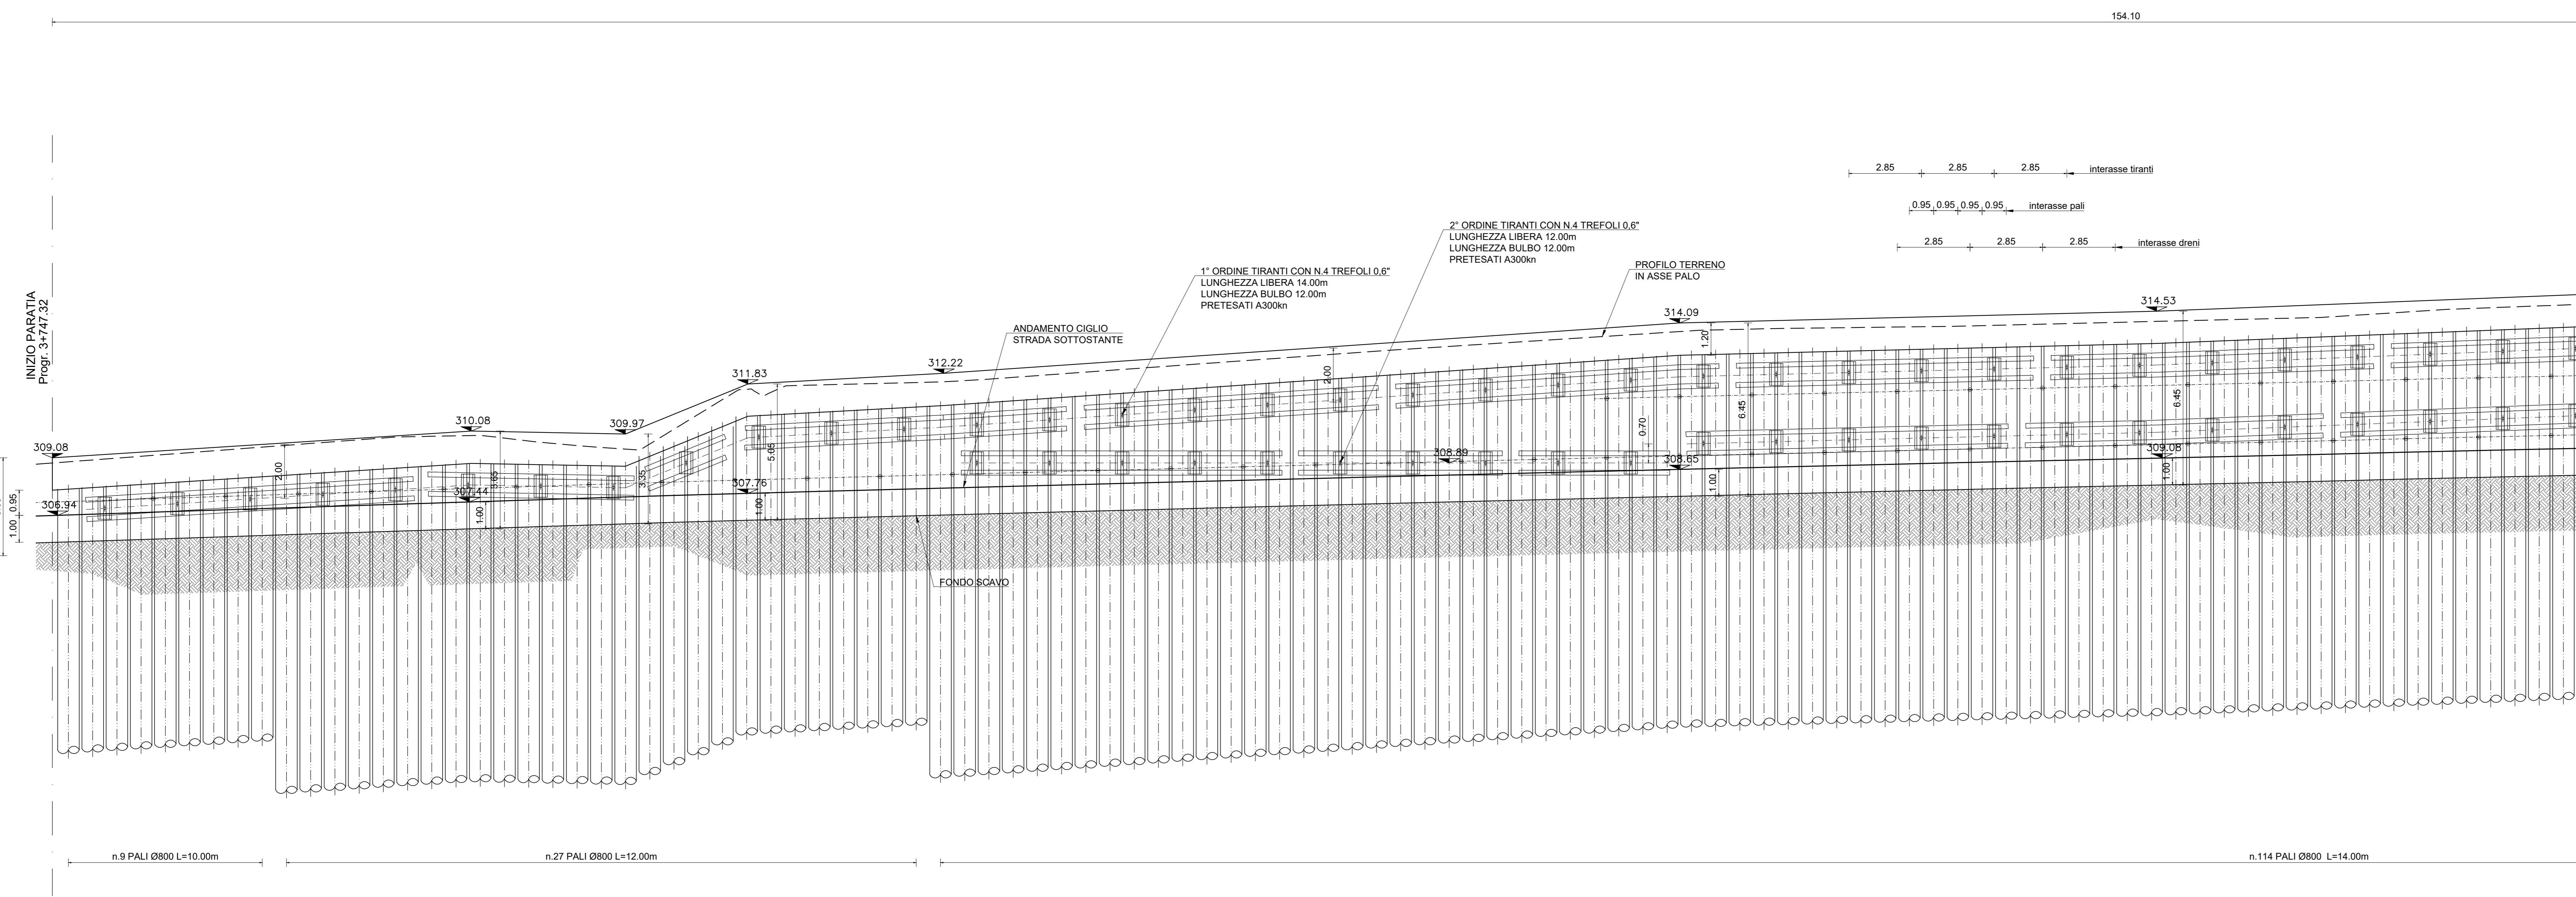 154.10
2.85 2.85 2.85 interasse tiranti
0.95 0.95 0.95 0.95 interasse pali
2.85 2.85 2.85 interasse dreni
2° ORDINE TIRANTI CON N.4 TREFOLI 0,6"
LUNGHEZZA LIBERA 12.00m
LUNGHEZZA BULBO 12.00m
PRETESATI A300kn
PROFILO TERRENO
IN ASSE PALO
1° ORDINE TIRANTI CON N.4 TREFOLI 0,6"
LUNGHEZZA LIBERA 14.00m
LUNGHEZZA BULBO 12.00m
PRETESATI A300kn
ANDAMENTO CIGLIO
STRADA SOTTOSTANTE
INIZIO PARATIA
Progr. 3+747.32
309.08
310.08
309.97
311.83
312.22
314.09
314.53
306.94
307.44
307.76
308.89
308.65
309.08
0.95
1.00
2.00
3.65
1.00
3.35
5.05
1.00
2.00
0.70
1.20
6.45
1.00
6.45
1.00
FONDO SCAVO
n.9 PALI Ø800 L=10.00m
n.27 PALI Ø800 L=12.00m
n.114 PALI Ø800 L=14.00m